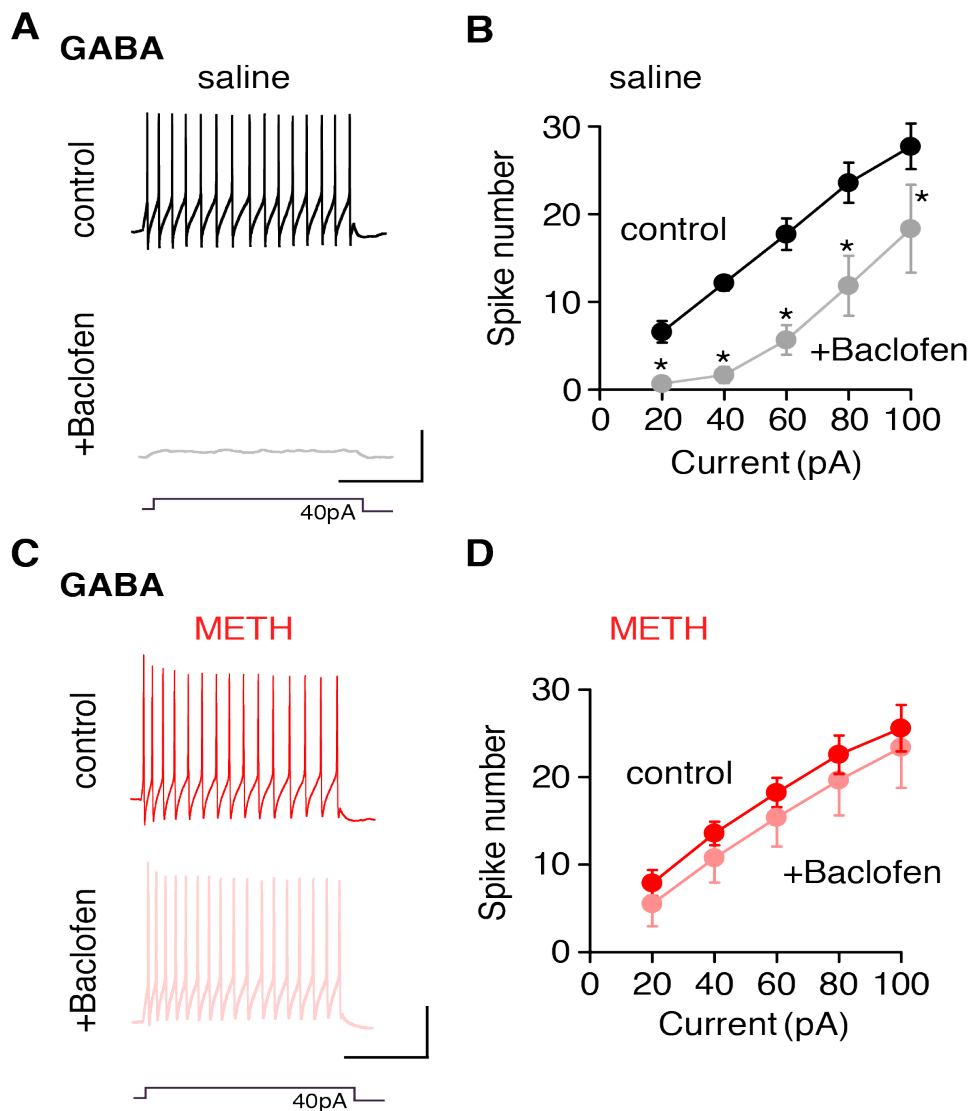 A
GABA
saline
control
+Baclofen
40pA
B
saline
Spike number
30
20
10
0
control
+Baclofen
*
*
*
*
*
0 20 40 60 80 100
Current (pA)
C
GABA
METH
control
+Baclofen
40pA
D
METH
Spike number
30
20
10
0
control
+Baclofen
0 20 40 60 80 100
Current (pA)